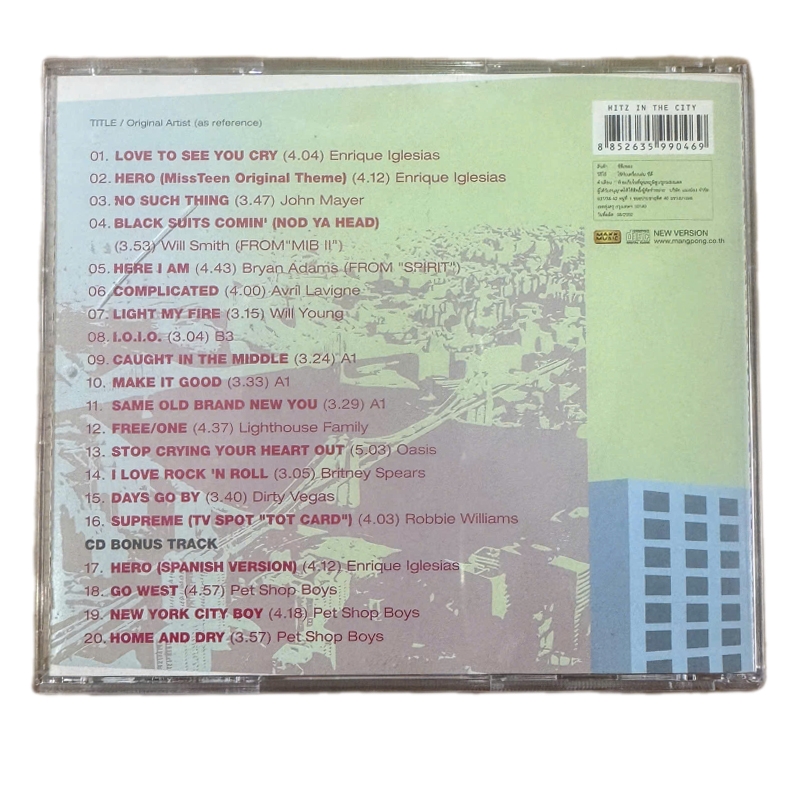 TITLE / Original Artist (as reference)
01. LOVE TO SEE YOU CRY (4.04) Enrique Iglesias
02. HERO (MissTeen Original Theme) (4.12) Enrique Iglesias
03. NO SUCH THING (3.47) John Mayer
04. BLACK SUITS COMIN' (NOD YA HEAD)
(3.53) Will Smith (FROM"MIB II")
05. HERE I AM (4.43) Bryan Adams (FROM "SPIRIT")
06 COMPLICATED (4.00) Avril Lavigne
07. LIGHT MY FIRE (3.15) Will Young
08. I.O.I.O. (3.04) B3
09. CAUGHT IN THE MIDDLE (3.24) A1
10. MAKE IT GOOD (3.33) A1
11. SAME OLD BRAND NEW YOU (3.29) A1
12. FREE/ONE (4.37) Lighthouse Family
13. STOP CRYING YOUR HEART OUT (5.03) Oasis
14. I LOVE ROCK 'N ROLL (3.05) Britney Spears
15. DAYS GO BY (3.40) Dirty Vegas
16. SUPREME (TV SPOT "TOT CARD") (4.03) Robbie Williams
CD BONUS TRACK
17. HERO (SPANISH VERSION) (4.12) Enrique Iglesias
18. GO WEST (4.57) Pet Shop Boys
19. NEW YORK CITY BOY (4.18) Pet Shop Boys
20. HOME AND DRY (3.57) Pet Shop Boys
HITZ IN THE CITY
8 852635 990469
MAKE MUSIC
DIGITAL AUDIO
NEW VERSION
www.mangpong.co.th